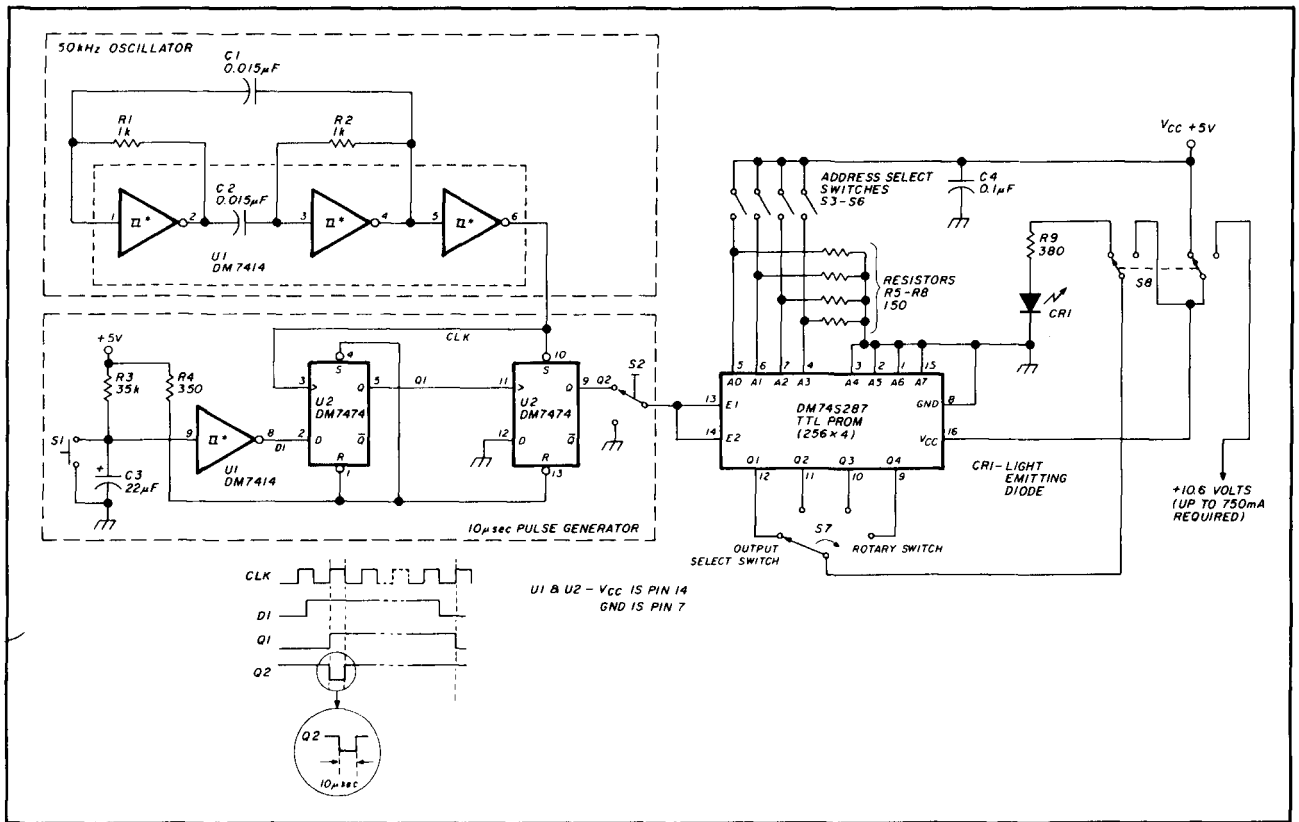 50kHz OSCILLATOR
C1
0.015µF
R1
1k
R2
1k
C2
0.015µF
1
2
3
4
5
6
U1
DM7414
+5V
R3
35k
R4
350
S1
C3
22µF
+
9
8
D1
U1
DM7414
CLK
4
S
3
5
Q
U2
DM7474
2
D
Q̅
R
1
Q1
10
S
11
Q
9
U2
DM7474
12
D
Q̅
R
13
Q2
S2
10µsec PULSE GENERATOR
VCC +5V
ADDRESS SELECT
SWITCHES
S3-S6
C4
0.1µF
RESISTORS
R5-R8
150
R9
380
CR1
S8
5
6
7
4
3
2
1
15
A0
A1
A2
A3
A4
A5
A6
A7
13
E1
14
E2
DM74S287
TTL PROM
(256×4)
GND
8
VCC
16
Q1
Q2
Q3
Q4
12
11
10
9
CR1-LIGHT
EMITTING
DIODE
+10.6 VOLTS
(UP TO 750mA
REQUIRED)
S7
OUTPUT
SELECT SWITCH
ROTARY SWITCH
CLK
D1
Q1
Q2
U1 & U2 - VCC IS PIN 14
GND IS PIN 7
Q2
10µsec